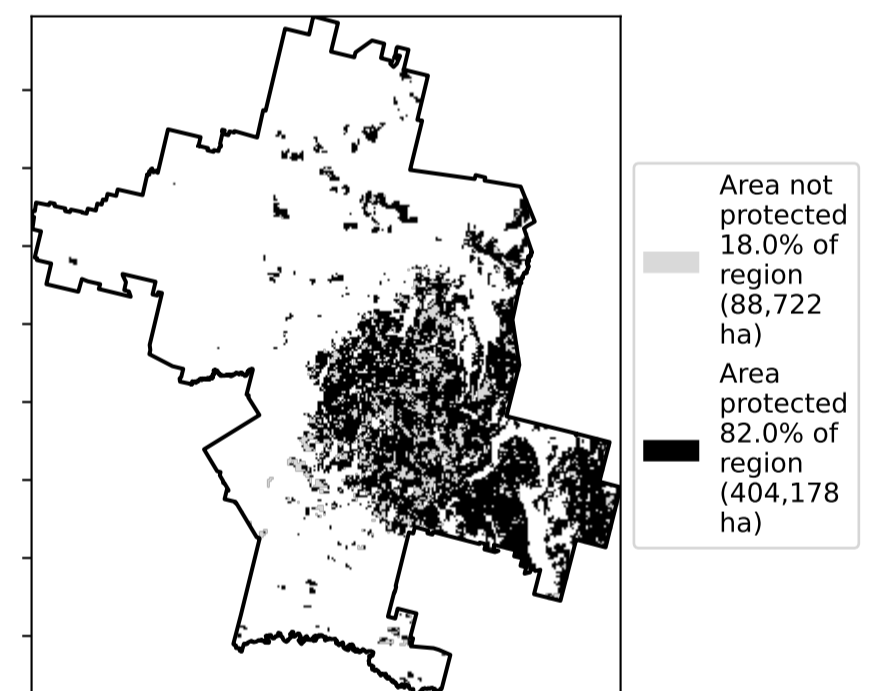 Area not
protected
18.0% of
region
(88,722
ha)
Area
protected
82.0% of
region
(404,178
ha)